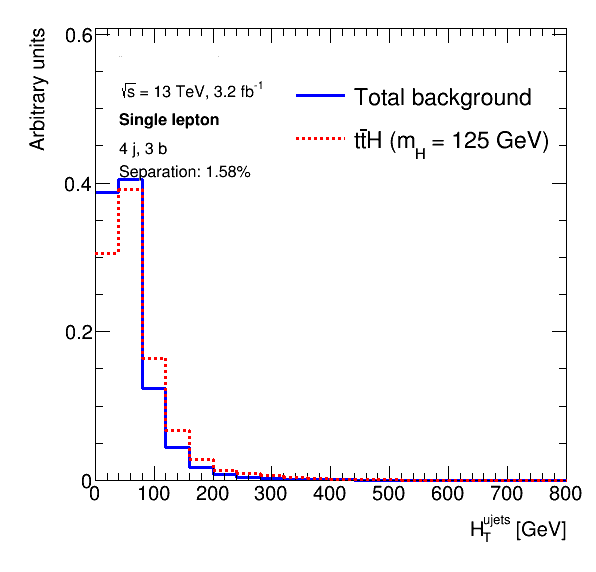 Arbitrary units
0.6
0.4
0.2
0
√s = 13 TeV, 3.2 fb⁻¹
Single lepton
4 j, 3 b
Separation: 1.58%
Total background
tt̄H (m_H = 125 GeV)
0 100 200 300 400 500 600 700 800
H_T^ujets [GeV]